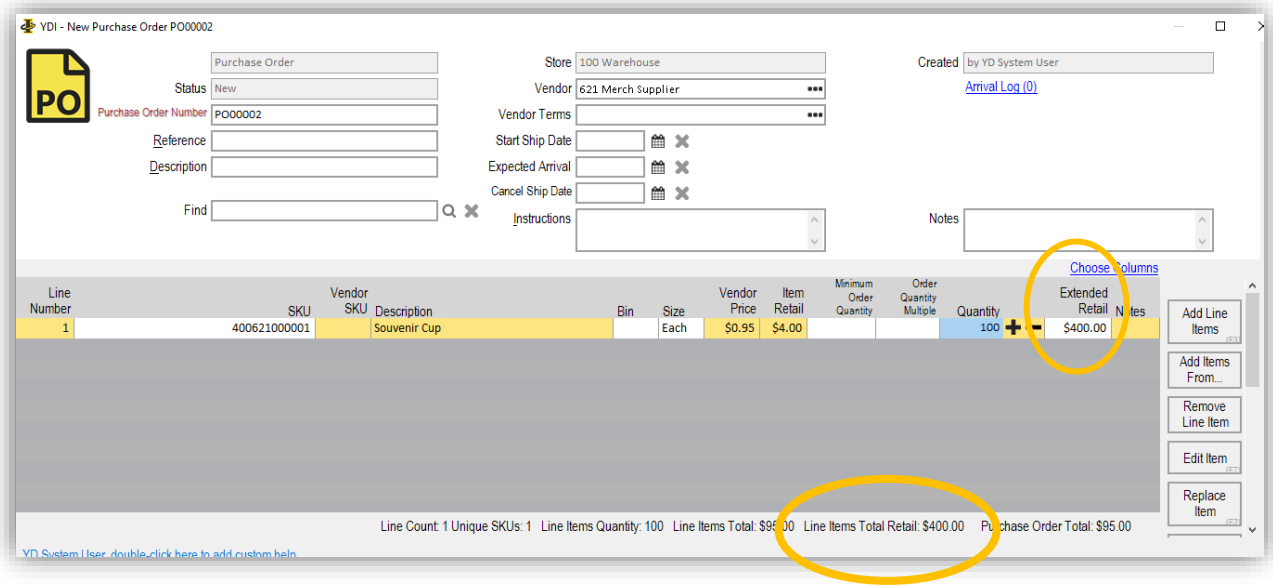 YDI - New Purchase Order PO00002
PO
Purchase Order
Status New
Purchase Order Number PO00002
Reference
Description
Find
Store 100 Warehouse
Vendor 621 Merch Supplier
Vendor Terms
Start Ship Date
Expected Arrival
Cancel Ship Date
Instructions
Created by YD System User
Arrival Log (0)
Notes
Choose Columns
Line Number SKU Vendor SKU Description Bin Size Vendor Price Item Retail Minimum Order Quantity Order Quantity Multiple Quantity Extended Retail Notes
1 400621000001 Souvenir Cup Each $0.95 $4.00 100 $400.00
Add Line Items
Add Items From...
Remove Line Item
Edit Item
Replace Item
Line Count: 1 Unique SKUs: 1 Line Items Quantity: 100 Line Items Total: $95.00 Line Items Total Retail: $400.00 Purchase Order Total: $95.00
YD System User, double-click here to add custom help